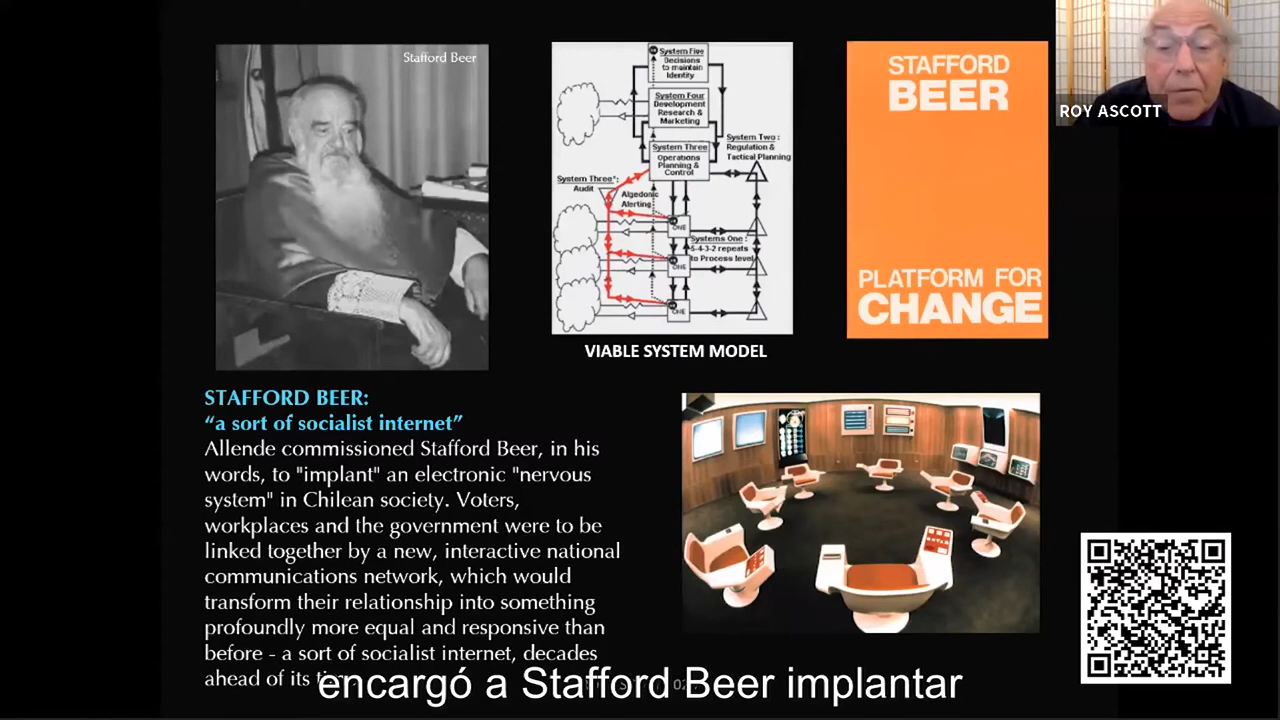 Stafford Beer
System Five
Decisions
to maintain
Identity
System Four
Development
Research &
Marketing
System Two :
Regulation &
Tactical Planning
System Three
Operations
Planning &
Control
System Three*:
Audit
Algedonic
Alerting
ONE
Systems One :
5-4-3-2 repeats
to Process level
ONE
ONE
VIABLE SYSTEM MODEL
STAFFORD
BEER
PLATFORM FOR
CHANGE
ROY ASCOTT
STAFFORD BEER:
“a sort of socialist internet”
Allende commissioned Stafford Beer, in his
words, to "implant" an electronic "nervous
system" in Chilean society. Voters,
workplaces and the government were to be
linked together by a new, interactive national
communications network, which would
transform their relationship into something
profoundly more equal and responsive than
before - a sort of socialist internet, decades
ahead of its
encargó a Stafford Beer implantar